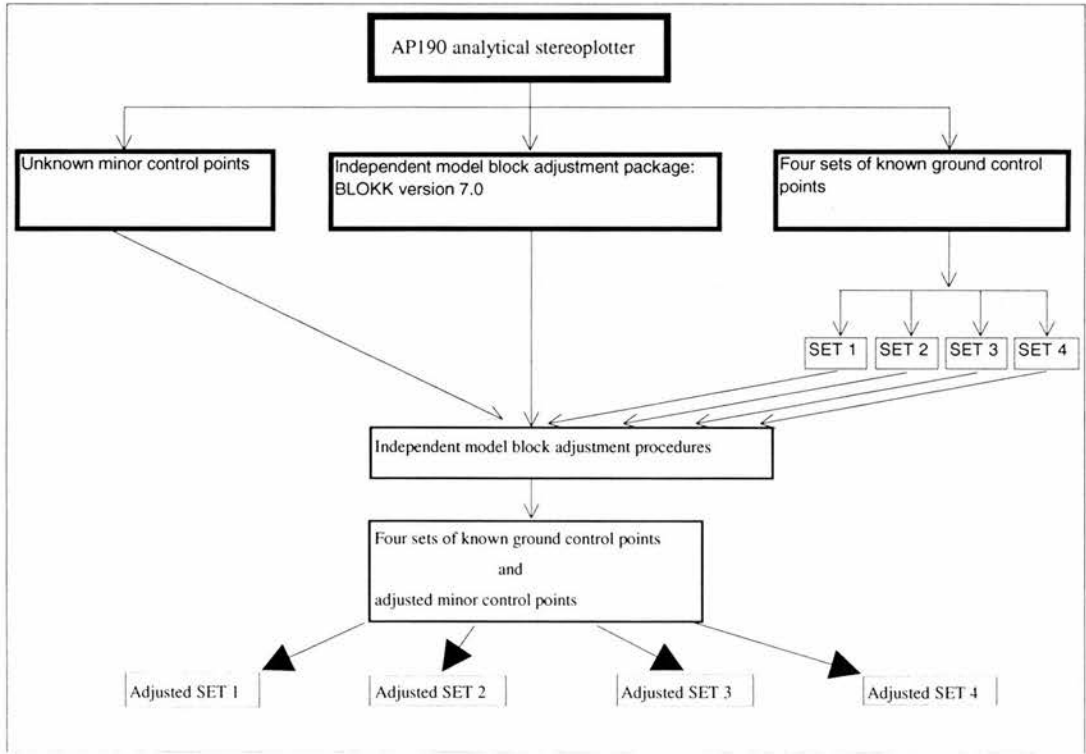 AP190 analytical stereoplotter
Unknown minor control points
Independent model block adjustment package:
BLOKK version 7.0
Four sets of known ground control
points
SET 1
SET 2
SET 3
SET 4
Independent model block adjustment procedures
Four sets of known ground control points
and
adjusted minor control points
Adjusted SET 1
Adjusted SET 2
Adjusted SET 3
Adjusted SET 4